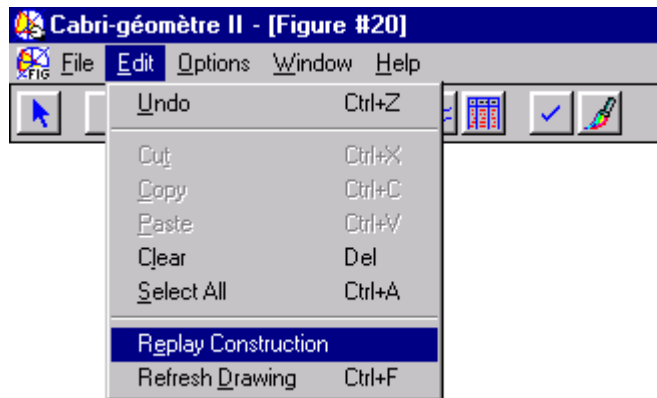 Cabri-géomètre II - [Figure #20]
FIG File Edit Options Window Help
Undo Ctrl+Z
Cut Ctrl+X
Copy Ctrl+C
Paste Ctrl+V
Clear Del
Select All Ctrl+A
Replay Construction
Refresh Drawing Ctrl+F